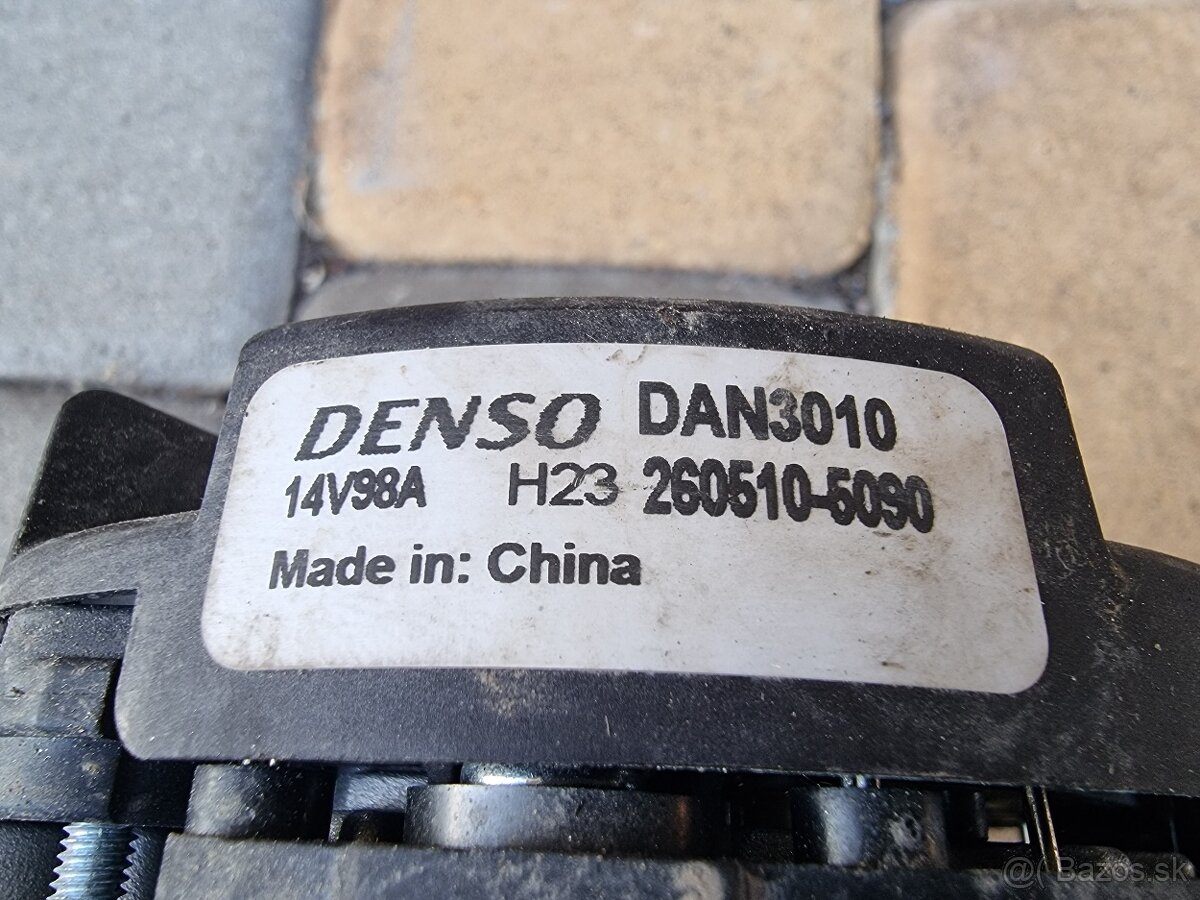 DENSO DAN3010
14V98A H23 260510-5090
Made in: China
@( Bazos.sk